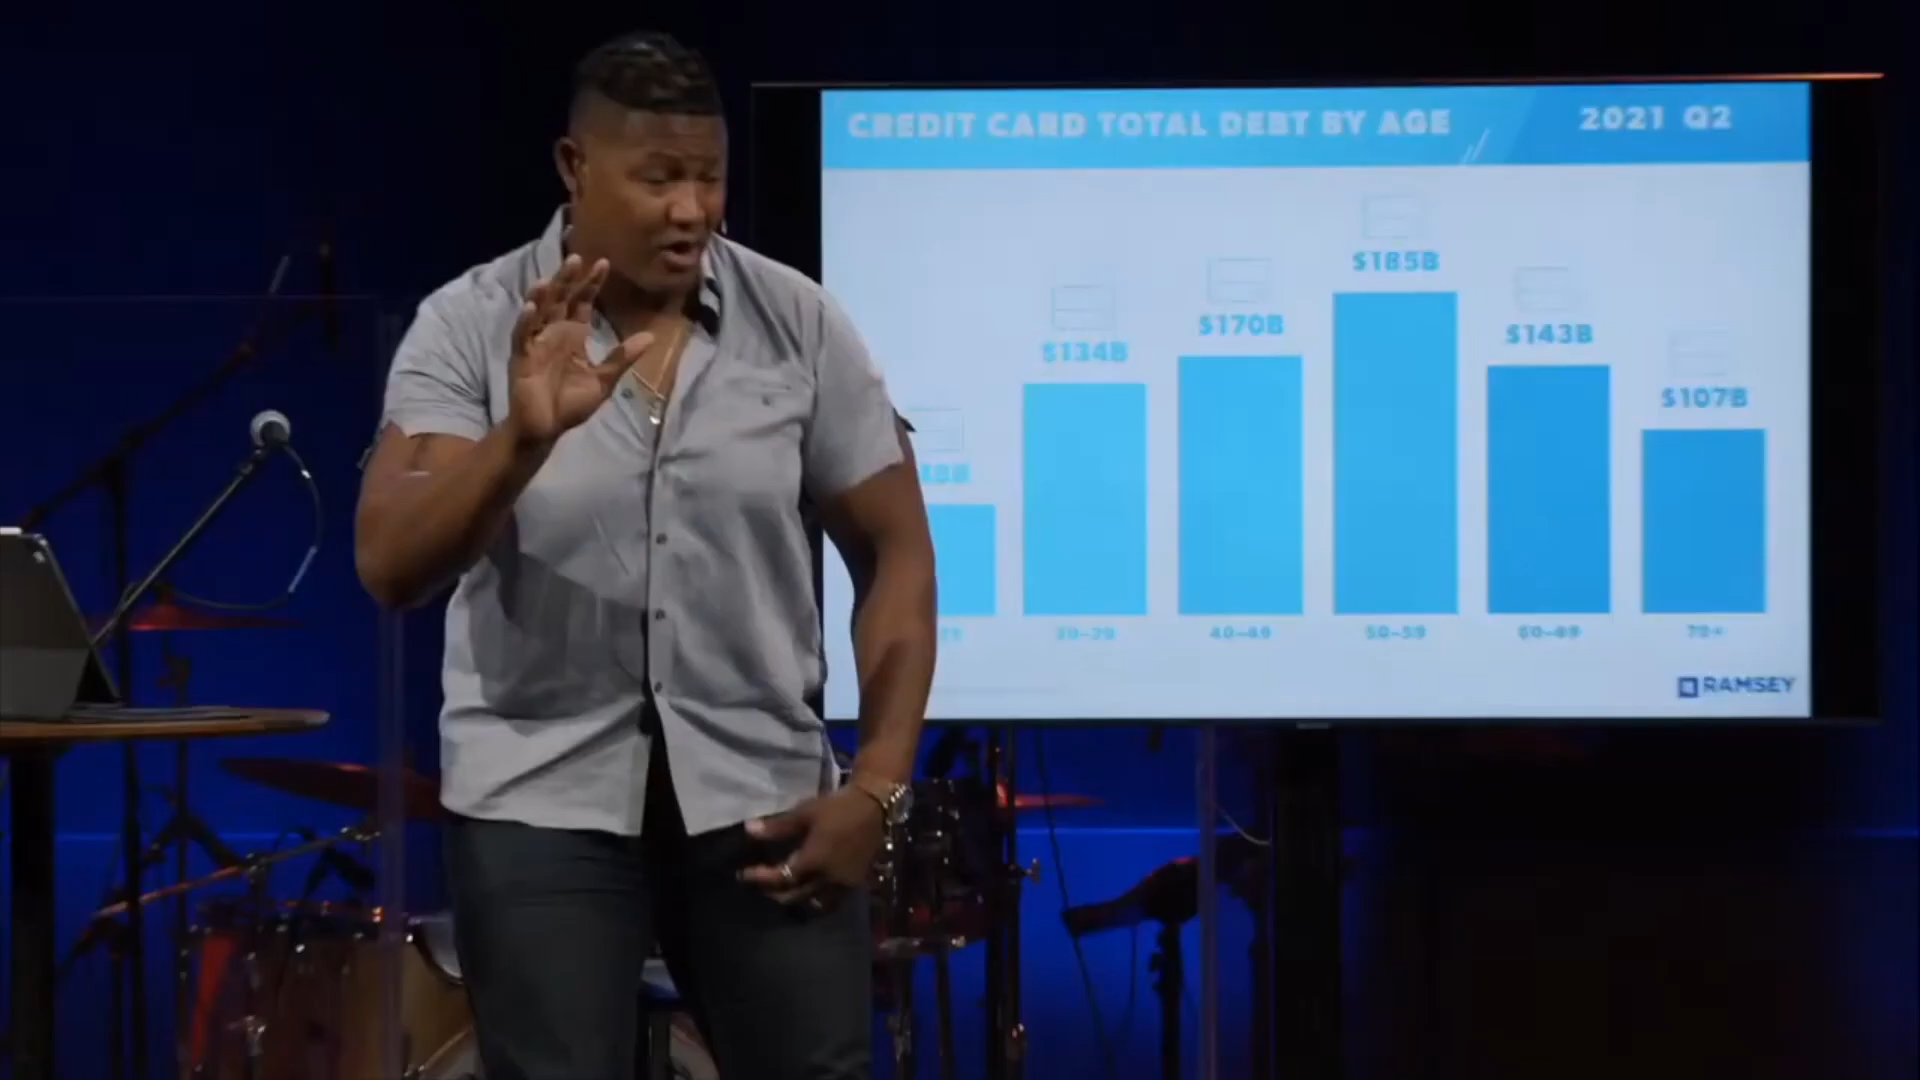 CREDIT CARD TOTAL DEBT BY AGE
2021 Q2
$185B
$170B
$143B
$134B
$107B
30-39
40-49
50-59
60-69
70+
RAMSEY